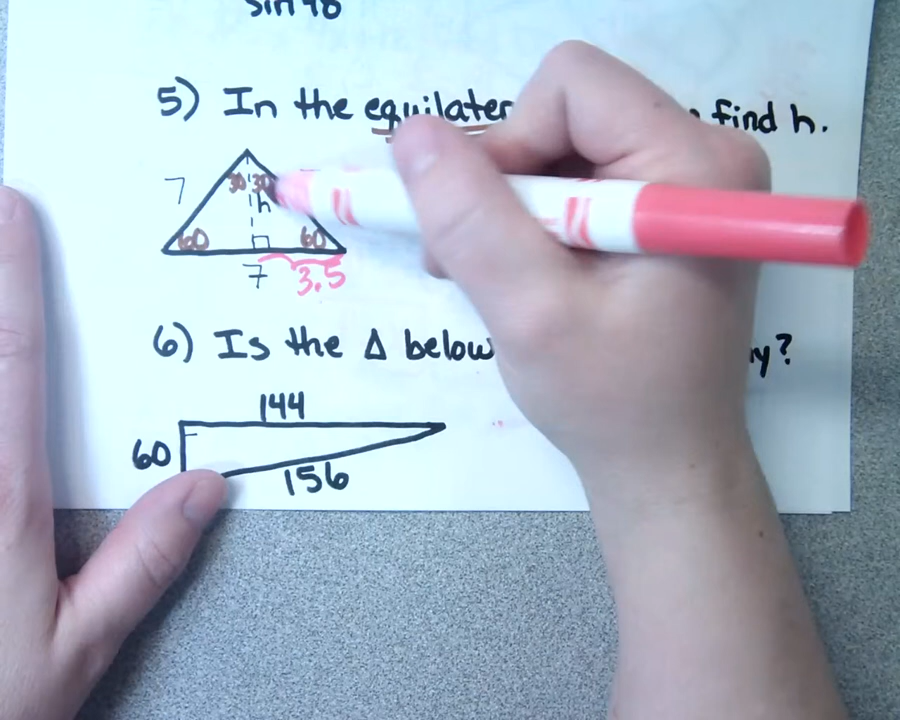 sin 48
5) In the equilater find h.
7
30 30
h
60 60
7 3.5
6) Is the Δ below y?
144
60
156